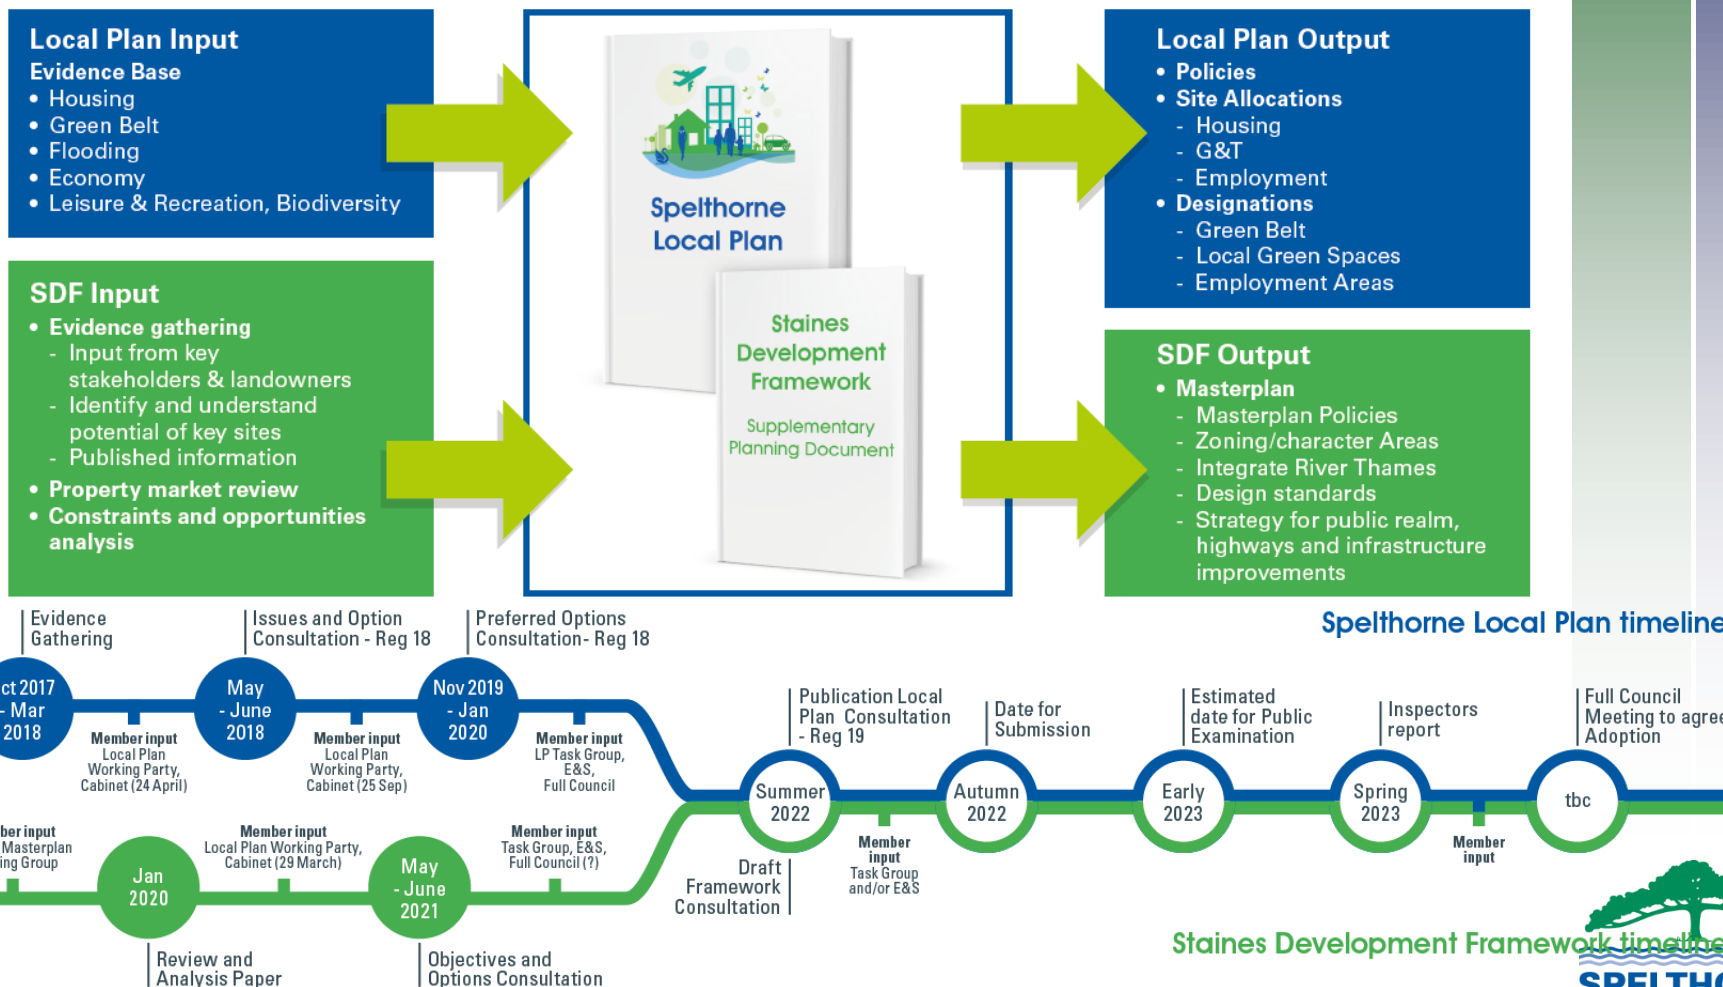 Local Plan Input
Evidence Base
• Housing
• Green Belt
• Flooding
• Economy
• Leisure & Recreation, Biodiversity
SDF Input
• Evidence gathering
- Input from key
stakeholders & landowners
- Identify and understand
potential of key sites
- Published information
• Property market review
• Constraints and opportunities
analysis
Spelthorne
Local Plan
Staines
Development
Framework
Supplementary
Planning Document
Local Plan Output
• Policies
• Site Allocations
- Housing
- G&T
- Employment
• Designations
- Green Belt
- Local Green Spaces
- Employment Areas
SDF Output
• Masterplan
- Masterplan Policies
- Zoning/character Areas
- Integrate River Thames
- Design standards
- Strategy for public realm,
highways and infrastructure
improvements
Spelthorne Local Plan timeline
Evidence
Gathering
ct 2017
- Mar
2018
Member input
Local Plan
Working Party,
Cabinet (24 April)
Issues and Option
Consultation - Reg 18
May
- June
2018
Member input
Local Plan
Working Party,
Cabinet (25 Sep)
Preferred Options
Consultation- Reg 18
Nov 2019
- Jan
2020
Member input
LP Task Group,
E&S,
Full Council
Publication Local
Plan Consultation
- Reg 19
Summer
2022
Draft
Framework
Consultation
Member
input
Task Group
and/or E&S
Date for
Submission
Autumn
2022
Estimated
date for Public
Examination
Early
2023
Inspectors
report
Spring
2023
Member
input
Full Council
Meeting to agree
Adoption
tbc
ber input
Masterplan
ing Group
Jan
2020
Review and
Analysis Paper
Member input
Local Plan Working Party,
Cabinet (29 March)
May
- June
2021
Objectives and
Options Consultation
Member input
Task Group, E&S,
Full Council (?)
Staines Development Framework timeline
SPELTHO